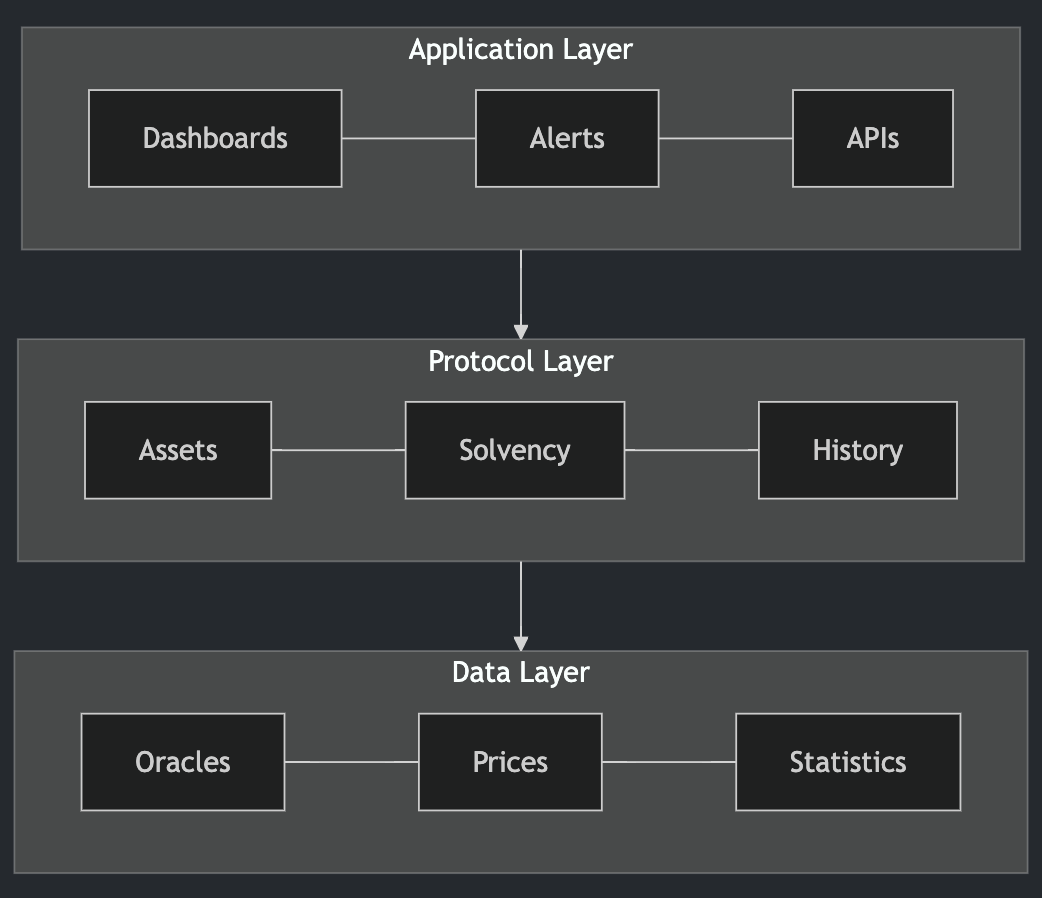 Application Layer
Dashboards
Alerts
APIs
Protocol Layer
Assets
Solvency
History
Data Layer
Oracles
Prices
Statistics